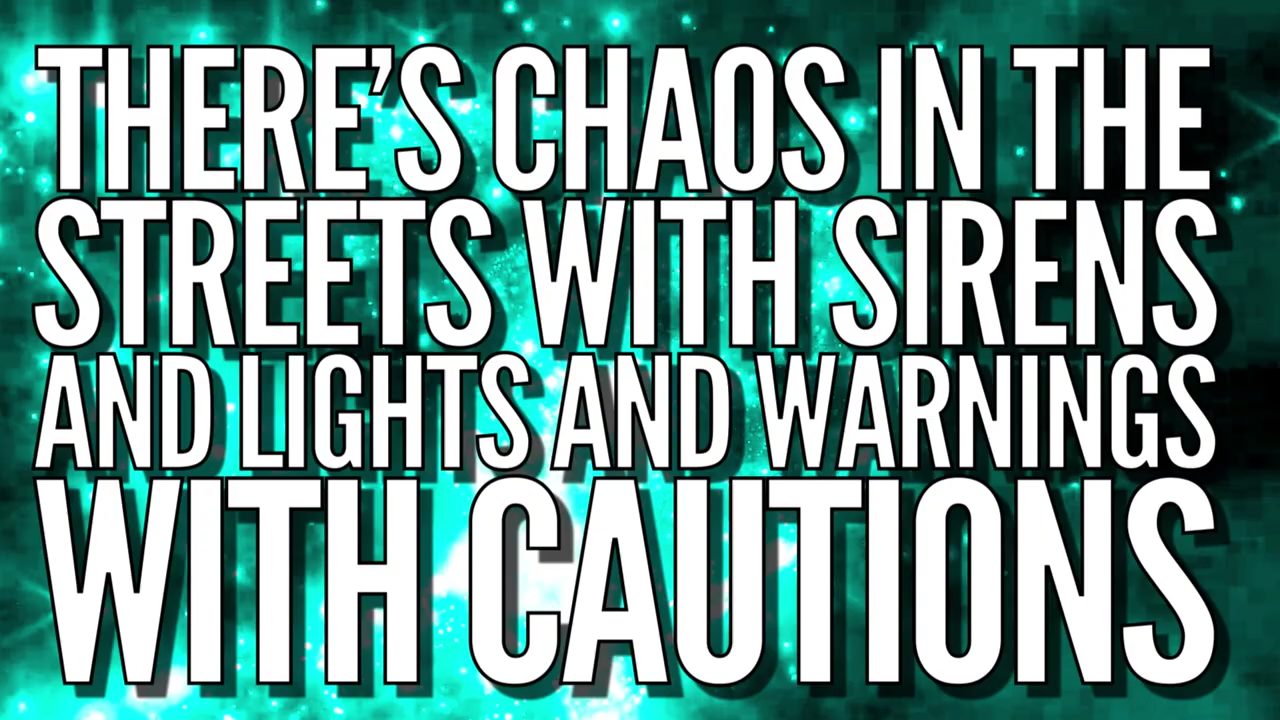 THERE’S CHAOS IN THE
STREETS WITH SIRENS
AND LIGHTS AND WARNINGS
WITH CAUTIONS